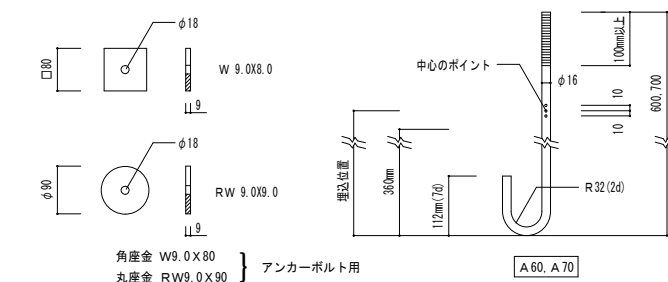 φ18
□80
W 9.0X8.0
9
φ18
φ90
RW 9.0X9.0
9
角座金 W9.0X80
丸座金 RW9.0X90
アンカーボルト用
中心のポイント
φ16
100mm以上
10
10
600,700
埋込位置
360mm
112mm(7d)
R32(2d)
A60, A70